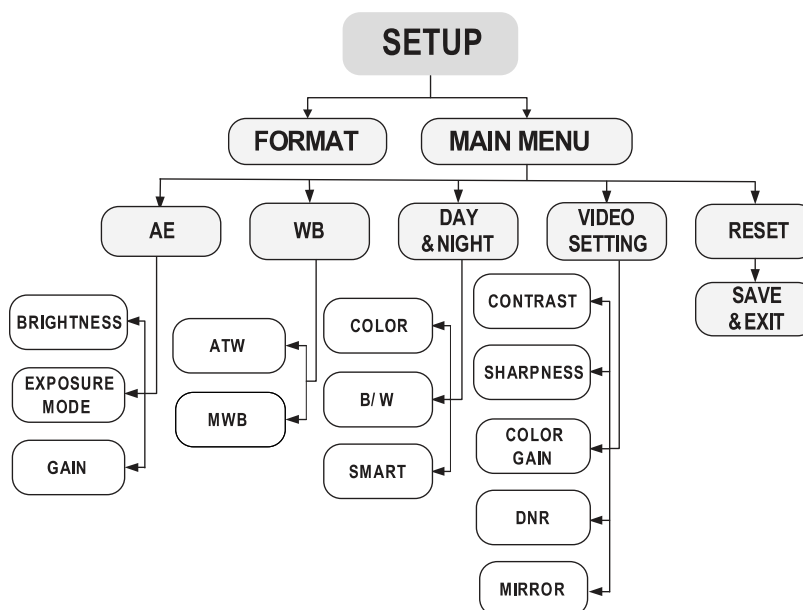 SETUP
FORMAT
MAIN MENU
AE
WB
DAY
&NIGHT
VIDEO
SETTING
RESET
SAVE
&EXIT
BRIGHTNESS
EXPOSURE
MODE
GAIN
ATW
MWB
COLOR
B/ W
SMART
CONTRAST
SHARPNESS
COLOR
GAIN
DNR
MIRROR